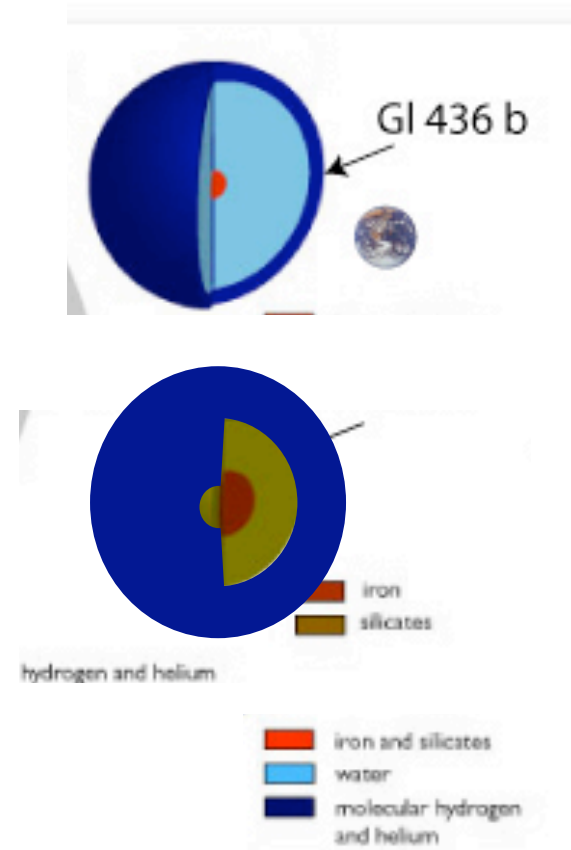 Gl 436 b
iron
silicates
hydrogen and helium
iron and silicates
water
molecular hydrogen
and helium